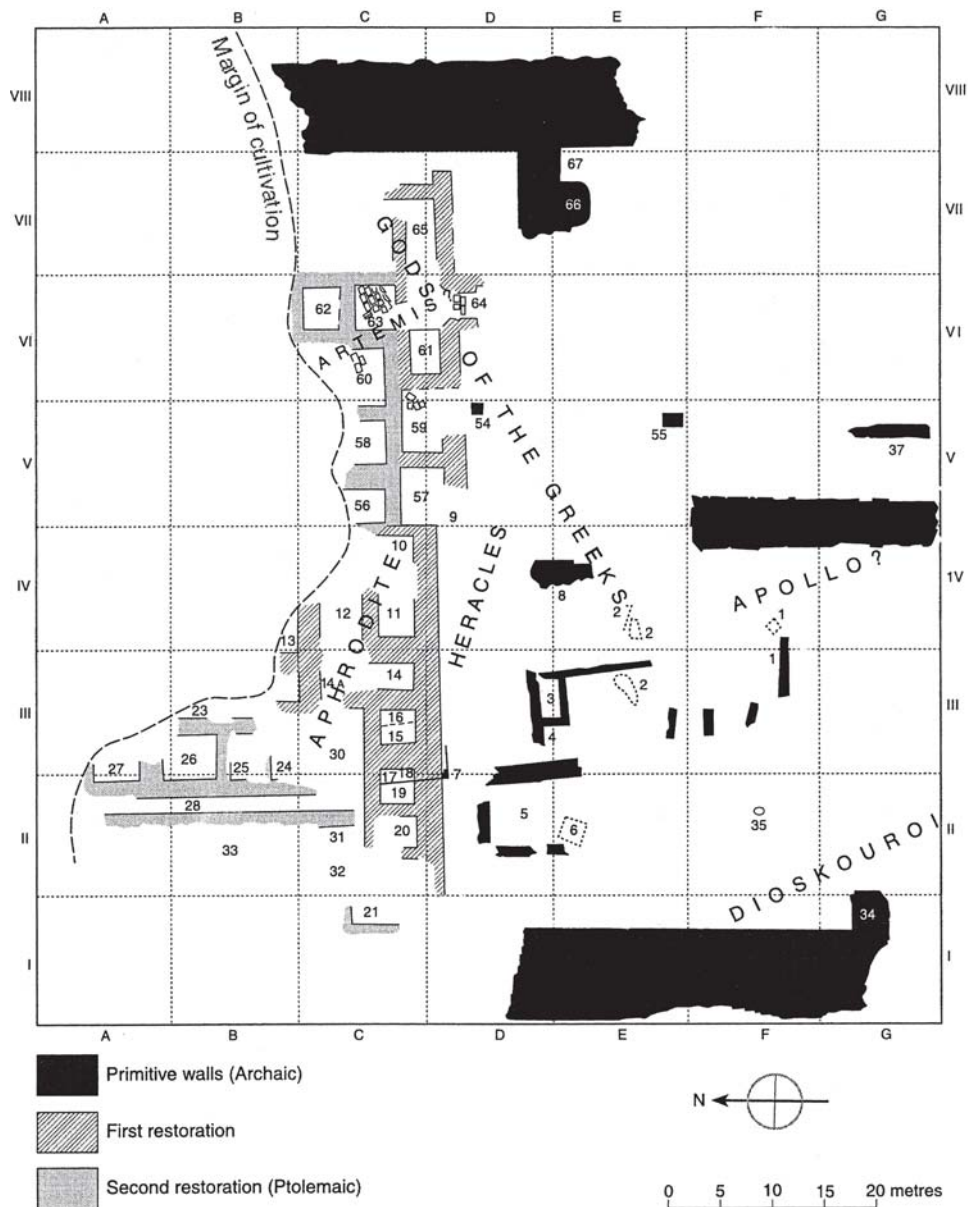 A B C D E F G
VIII VIII
Margin of cultivation
67
66
VII VII
65
GODS
OF THE GREEKS
62 63 64
ARTEMIS
VI VI
61
60
54
59
55
37
58
V V
57
56
9
10
HERACLES
APHRODITE
APOLLO?
IV 1V
8
12 11
2 2 1
13
1
14
14A
2
3
III III
23
16
15
4
30
26
27 25 24
17 18 7
19
28
5 6
35
II II
31 20
33
32
DIOSKOUROI
21
34
I I
A B C D E F G
Primitive walls (Archaic)
N
First restoration
Second restoration (Ptolemaic)
0 5 10 15 20 metres